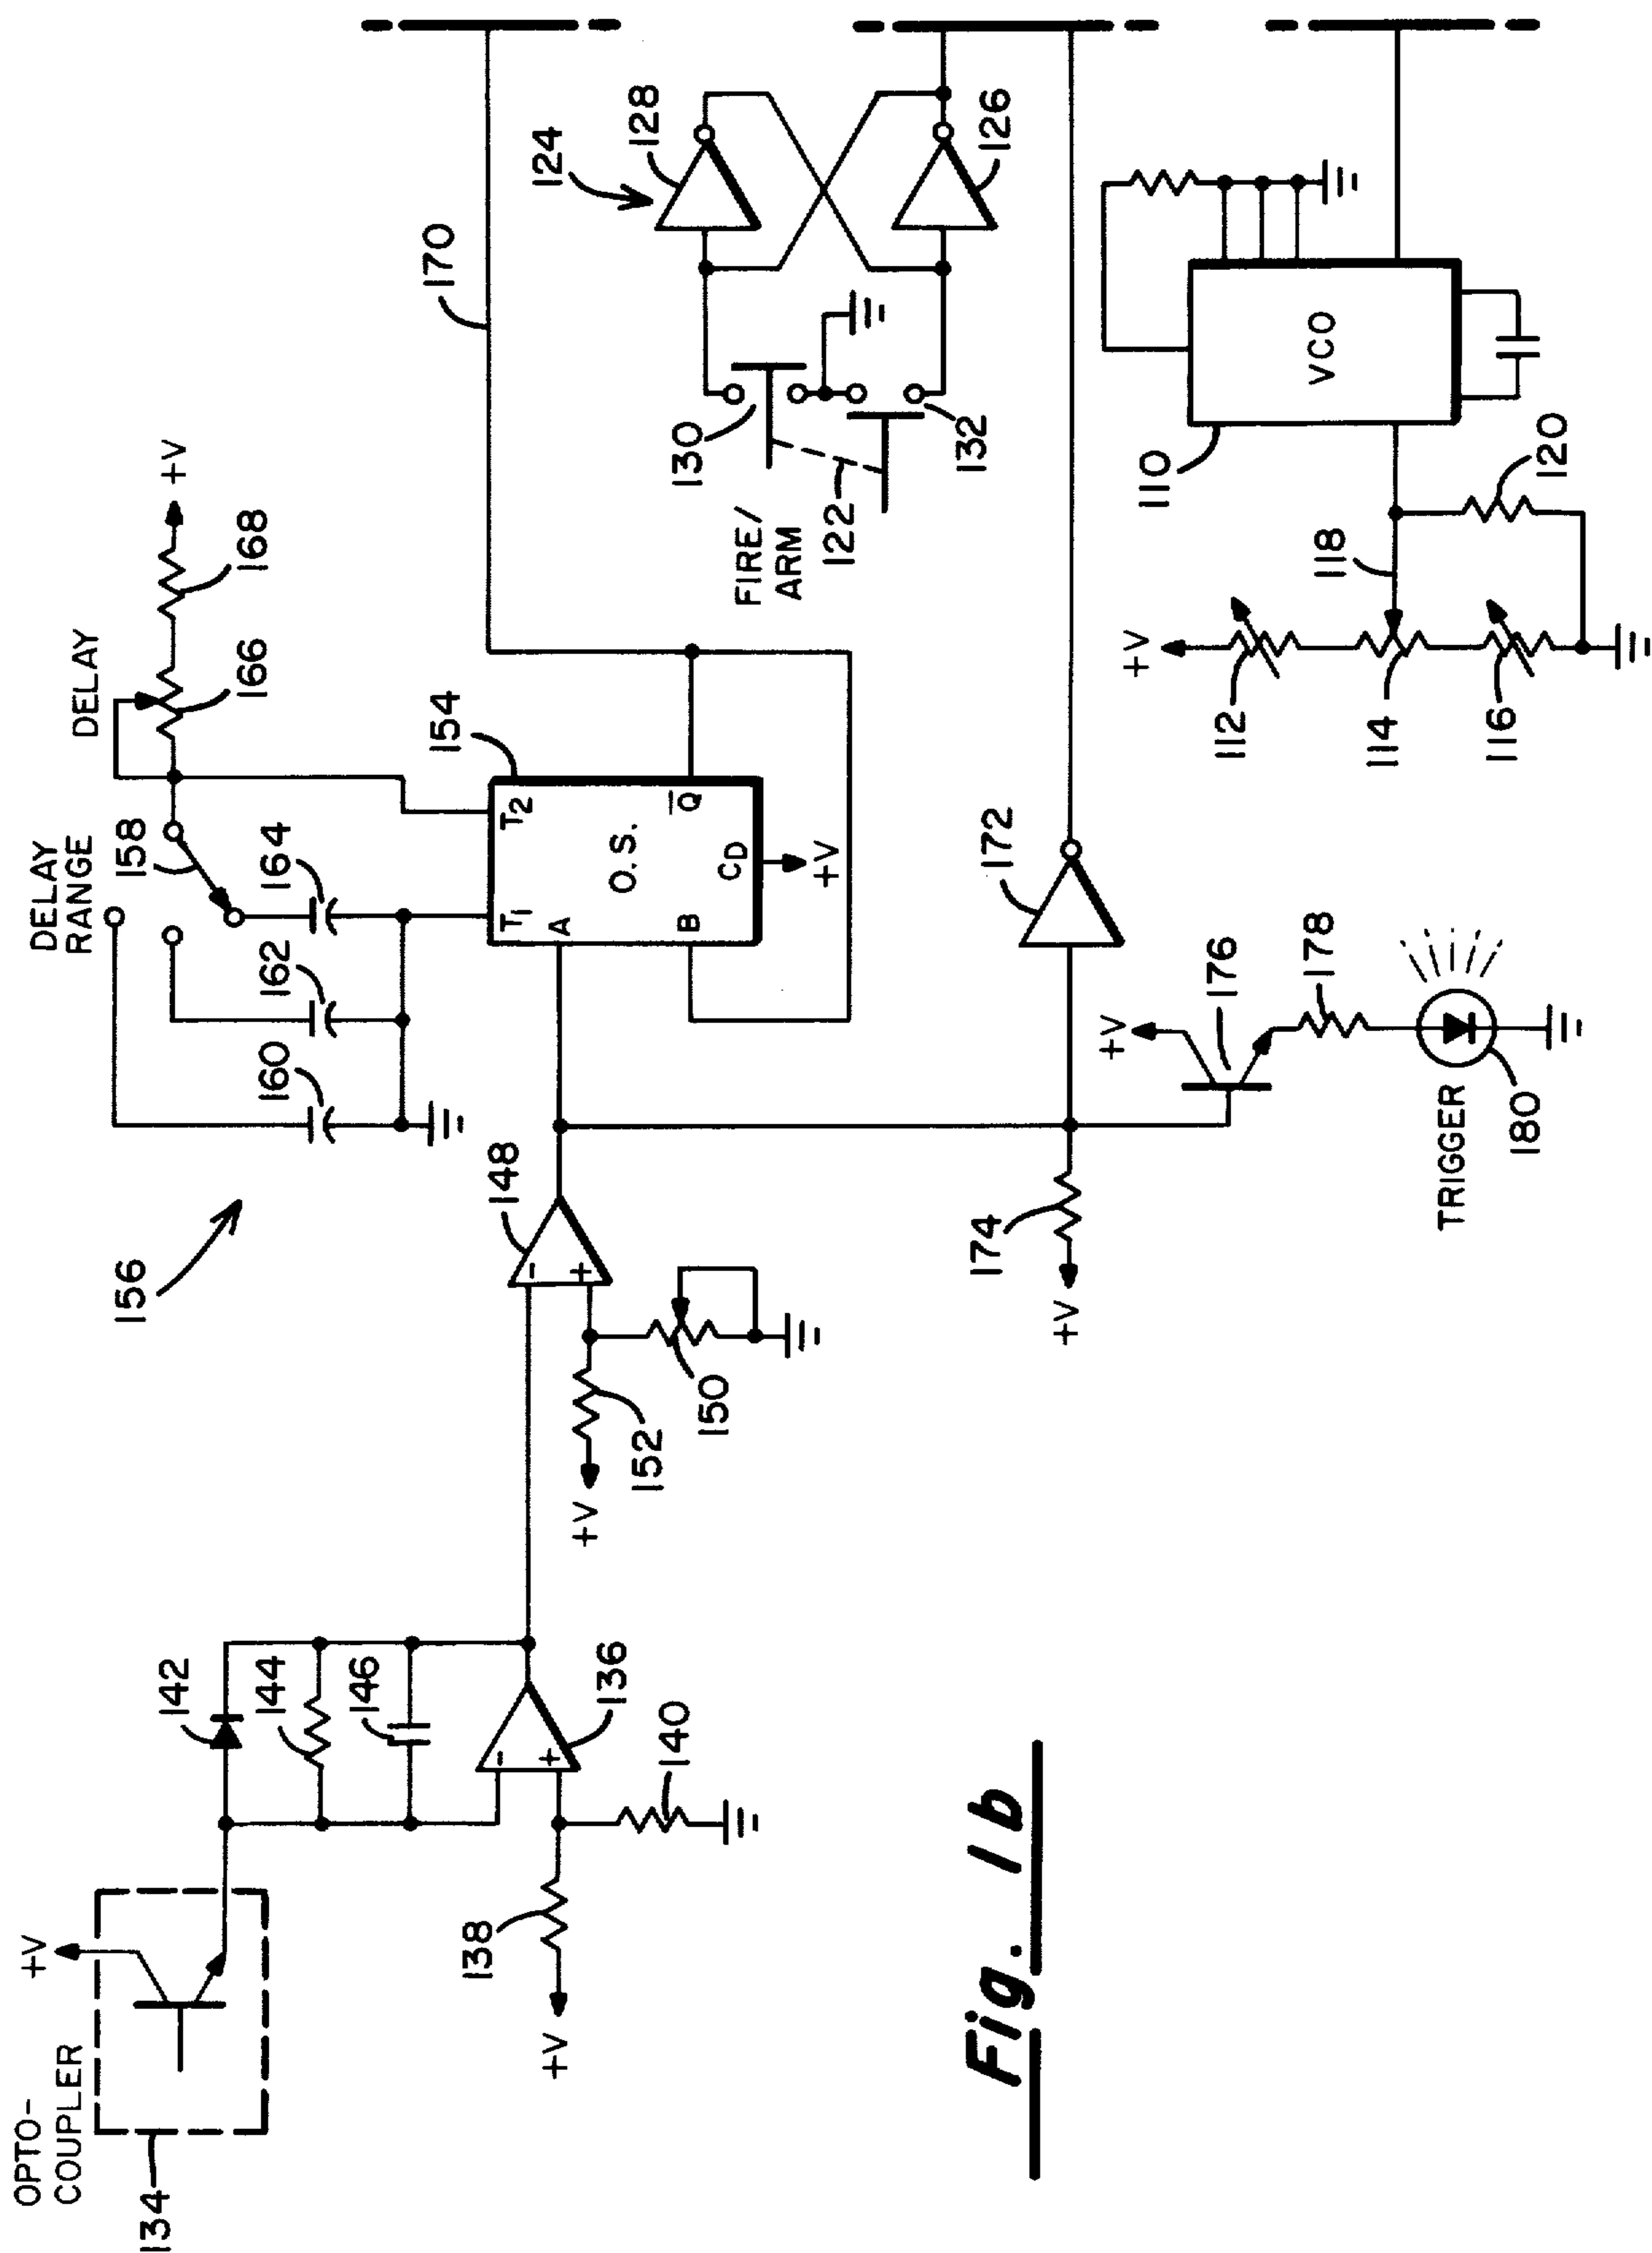 OPTO-
COUPLER
134
+V
142
144
146
-
+
136
138
+V
140
156
148
-
+
152
+V
150
DELAY
RANGE
158
160
162
164
DELAY
166
168
+V
154
T1
T2
A
O.S.
B
CD
Q̅
+V
170
124
128
126
130
FIRE/
ARM
122
132
172
174
+V
+V
176
178
TRIGGER
180
110
VCO
+V
112
114
116
118
120
Fig. 1b